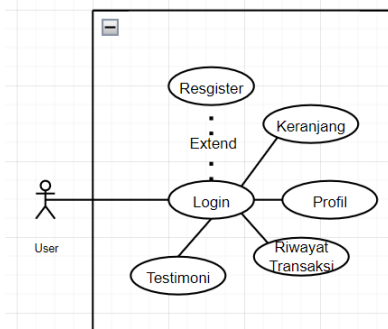 Resgister
Keranjang
Extend
Login
Profil
User
Riwayat
Transaksi
Testimoni